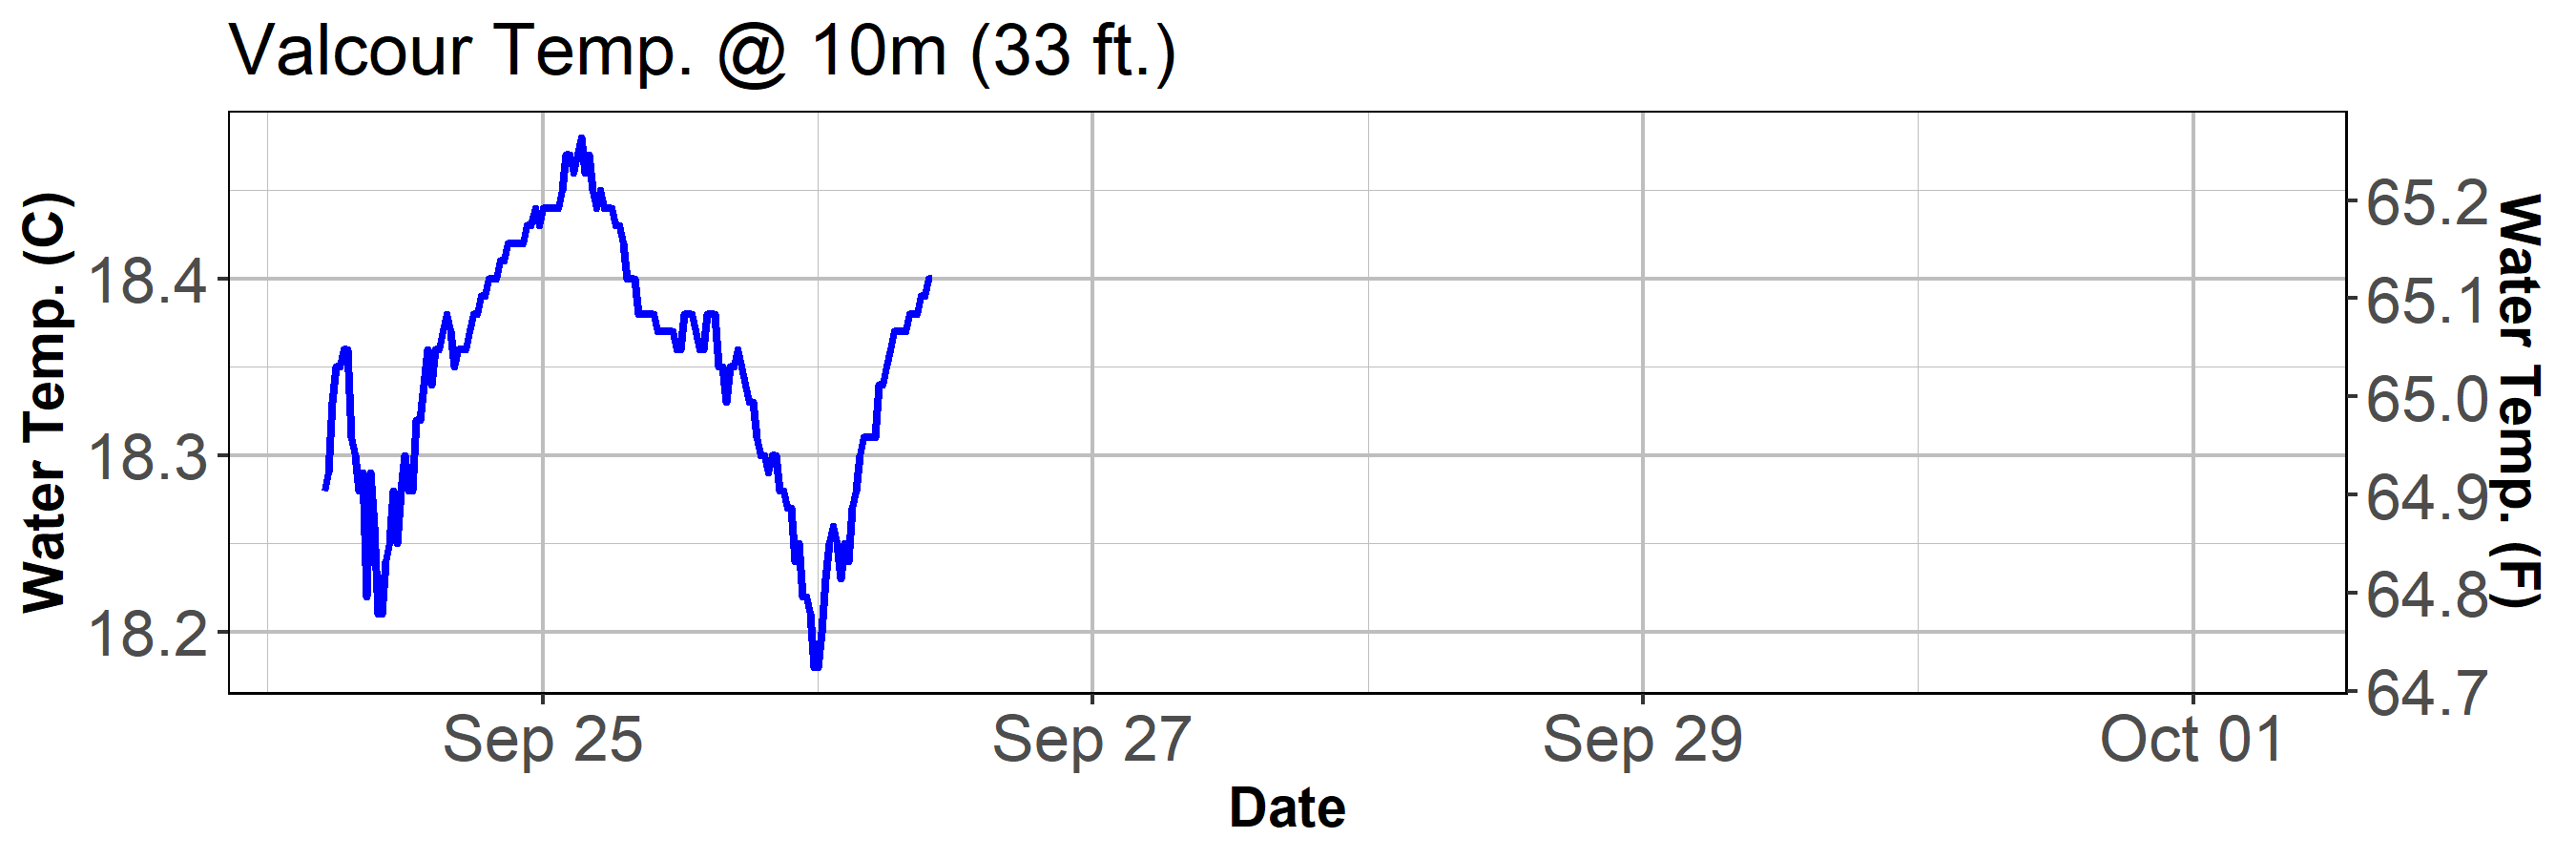 Valcour Temp. @ 10m (33 ft.)
Water Temp. (C)
18.4
18.3
18.2
65.2
65.1
65.0
64.9
64.8
64.7
Water Temp. (F)
Sep 25
Sep 27
Sep 29
Oct 01
Date